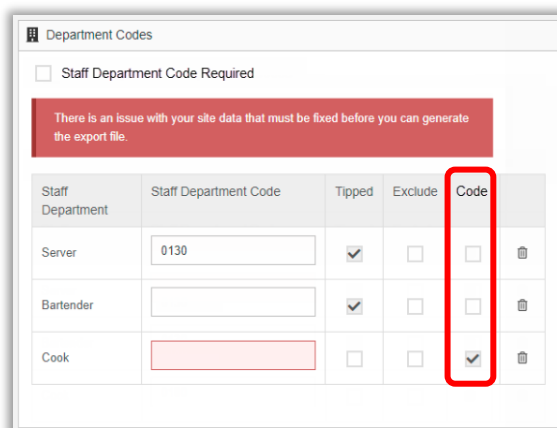 Department Codes
Staff Department Code Required
There is an issue with your site data that must be fixed before you can generate
the export file.
Staff Department Staff Department Code Tipped Exclude Code
Server 0130
Bartender
Cook